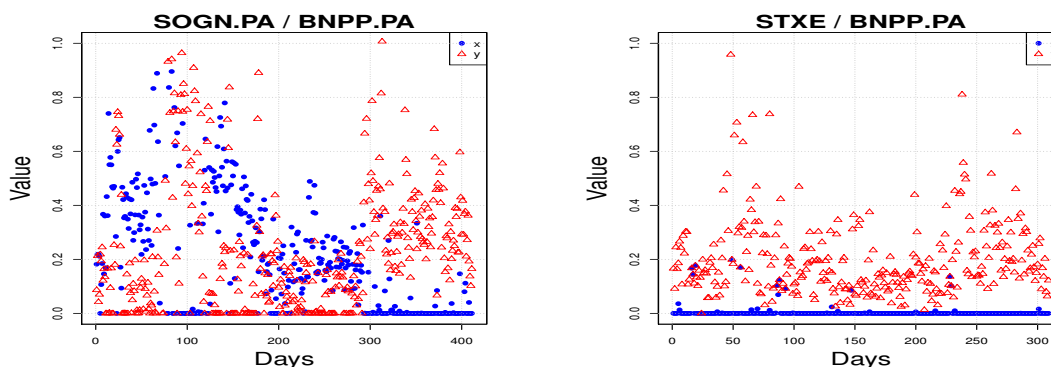 SOGN.PA / BNPP.PA
x
y
Value
0.0 0.2 0.4 0.6 0.8 1.0
0 100 200 300 400
Days
STXE / BNPP.PA
Value
0.0 0.2 0.4 0.6 0.8 1.0
0 50 100 150 200 250 300
Days